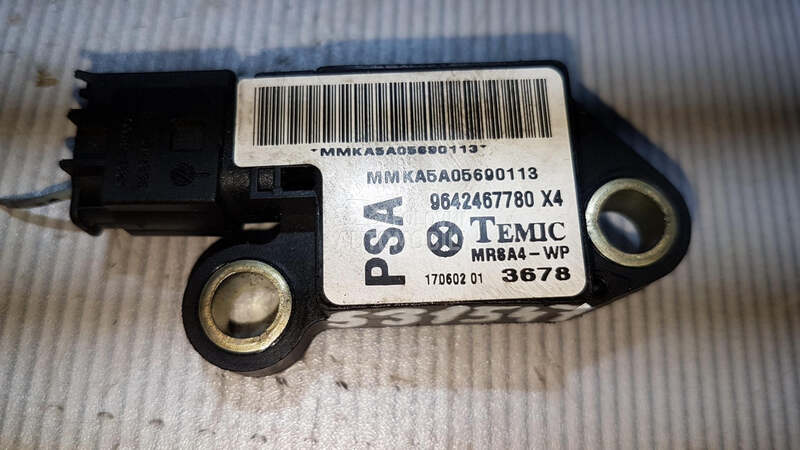 *MMKA5A05690113*
MMKA5A05690113
PSA
9642467780 X4
TEMIC
MR8A4-WP
170602 01 3678